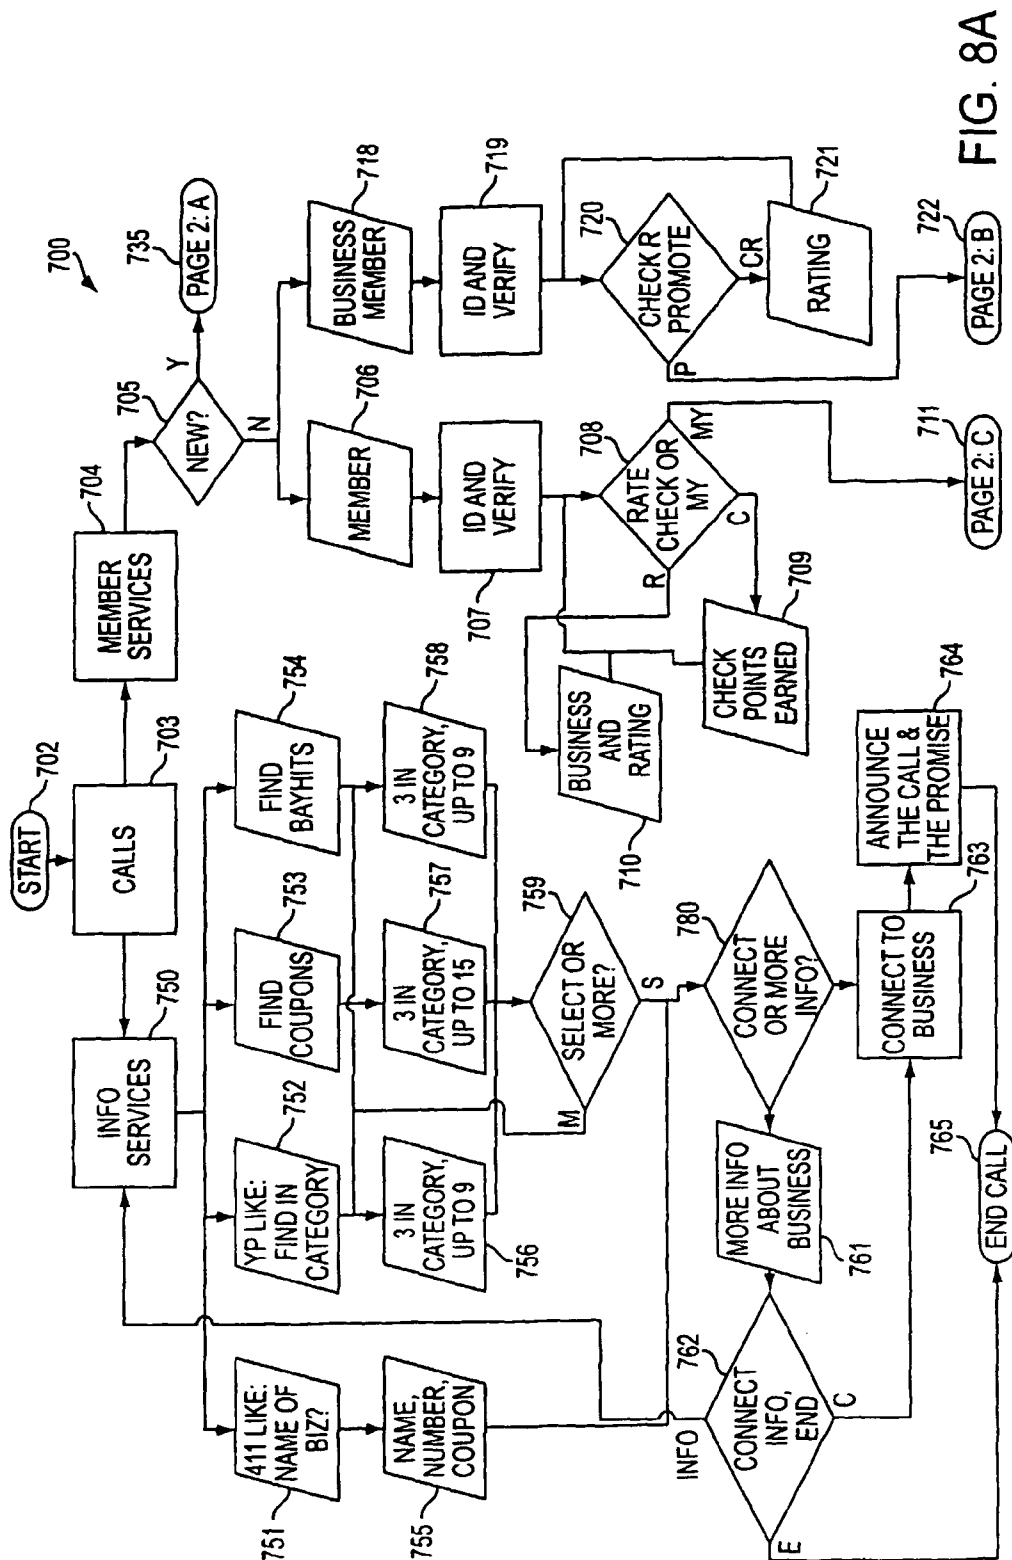 700
702
START
703
CALLS
704
MEMBER
SERVICES
705
NEW?
Y
N
735
PAGE 2: A
750
INFO
SERVICES
751
411 LIKE:
NAME OF
BIZ?
752
YP LIKE:
FIND IN
CATEGORY
753
FIND
COUPONS
754
FIND
BAYHITS
706
MEMBER
718
BUSINESS
MEMBER
755
NAME,
NUMBER,
COUPON
756
3 IN
CATEGORY,
UP TO 9
757
3 IN
CATEGORY,
UP TO 15
758
3 IN
CATEGORY,
UP TO 9
707
ID AND
VERIFY
719
ID AND
VERIFY
759
SELECT OR
MORE?
M
S
710
BUSINESS
AND
RATING
708
RATE
CHECK OR
MY
R
C
MY
720
CHECK R
PROMOTE
P
CR
709
CHECK
POINTS
EARNED
721
RATING
762
CONNECT
INFO,
END
INFO
E
C
761
MORE INFO
ABOUT
BUSINESS
780
CONNECT
OR MORE
INFO?
763
CONNECT TO
BUSINESS
764
ANNOUNCE
THE CALL &
THE PROMISE
711
PAGE 2: C
722
PAGE 2: B
765
END CALL
FIG. 8A